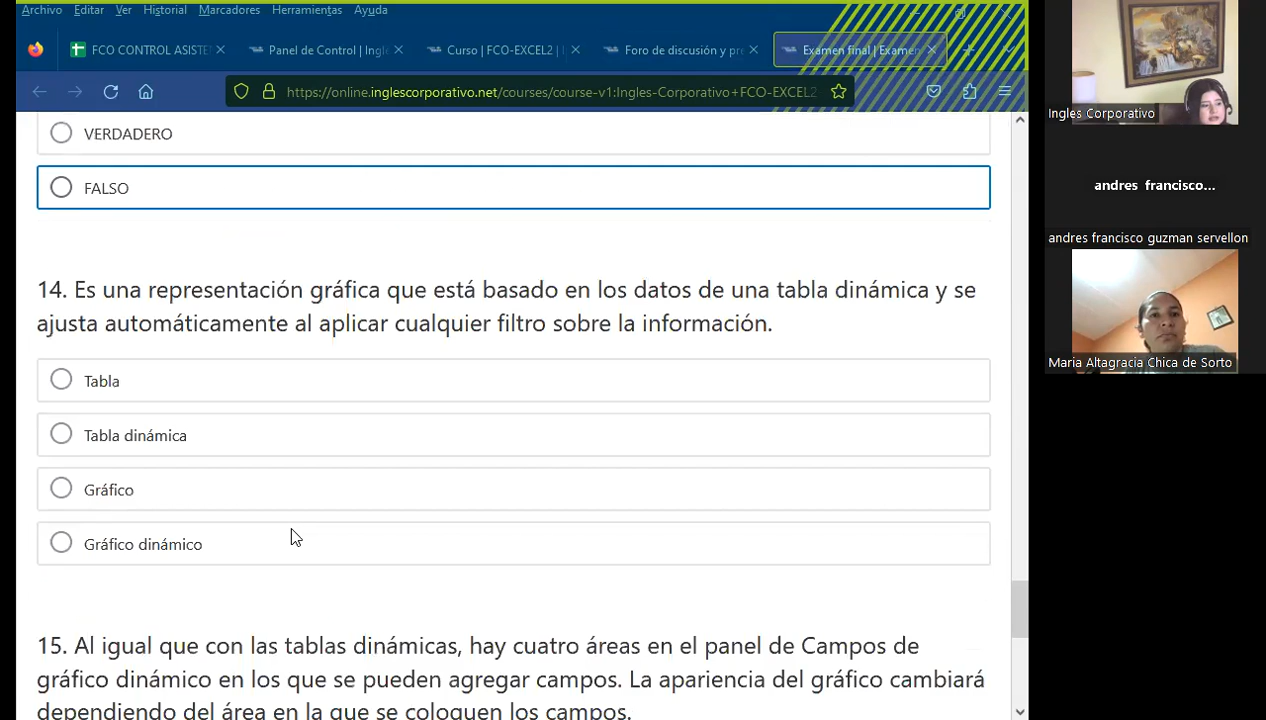 Archivo Editar Ver Historial Marcadores Herramientas Ayuda
FCO CONTROL ASISTE
Panel de Control | Ingl
Curso | FCO-EXCEL2 |
Foro de discusión y pre
Examen final | Examen
https://online.inglescorporativo.net/courses/course-v1:Ingles-Corporativo+FCO-EXCEL2
VERDADERO
FALSO
14. Es una representación gráfica que está basado en los datos de una tabla dinámica y se
ajusta automáticamente al aplicar cualquier filtro sobre la información.
Tabla
Tabla dinámica
Gráfico
Gráfico dinámico
15. Al igual que con las tablas dinámicas, hay cuatro áreas en el panel de Campos de
gráfico dinámico en los que se pueden agregar campos. La apariencia del gráfico cambiará
dependiendo del área en la que se coloquen los campos.
Ingles Corporativo
andres francisco...
andres francisco guzman servellon
Maria Altagracia Chica de Sorto